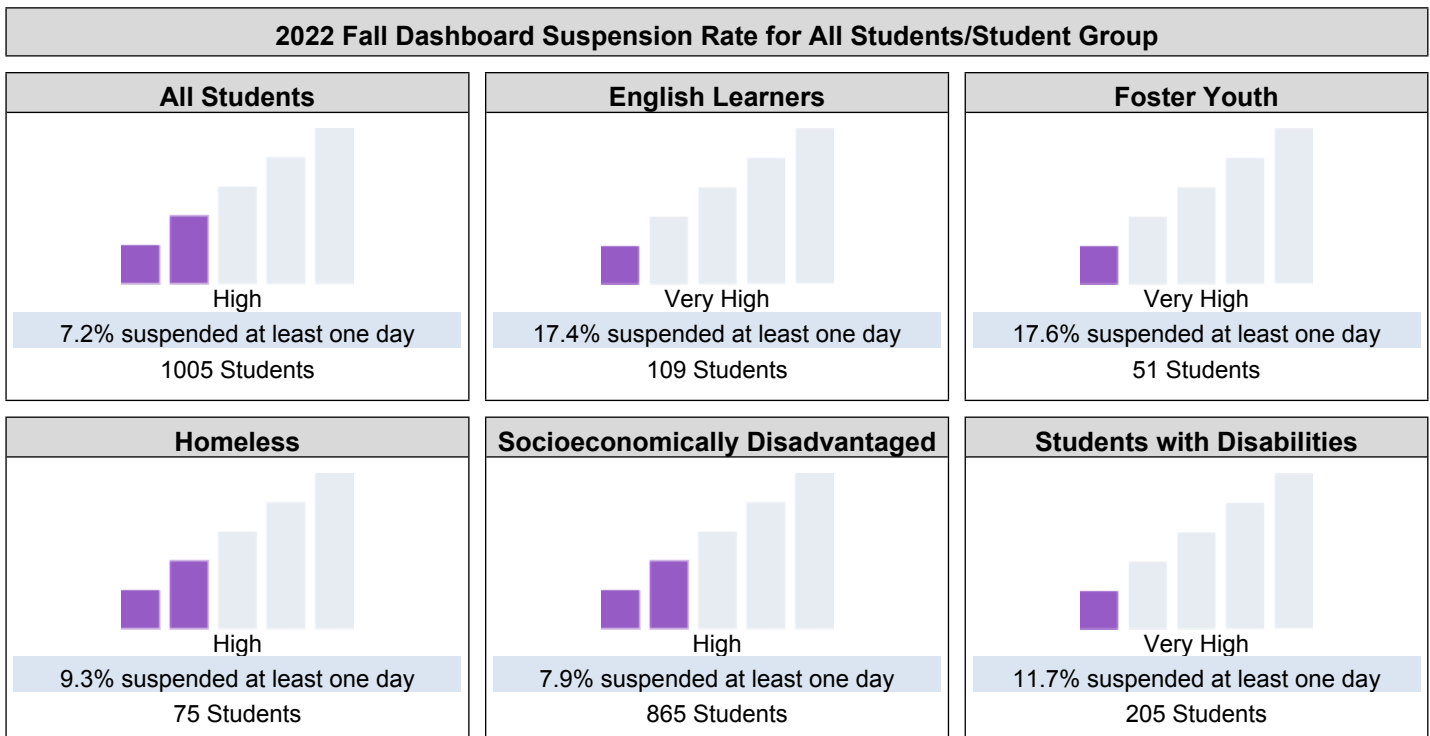 2022 Fall Dashboard Suspension Rate for All Students/Student Group
All Students
High
7.2% suspended at least one day
1005 Students
English Learners
Very High
17.4% suspended at least one day
109 Students
Foster Youth
Very High
17.6% suspended at least one day
51 Students
Homeless
High
9.3% suspended at least one day
75 Students
Socioeconomically Disadvantaged
High
7.9% suspended at least one day
865 Students
Students with Disabilities
Very High
11.7% suspended at least one day
205 Students